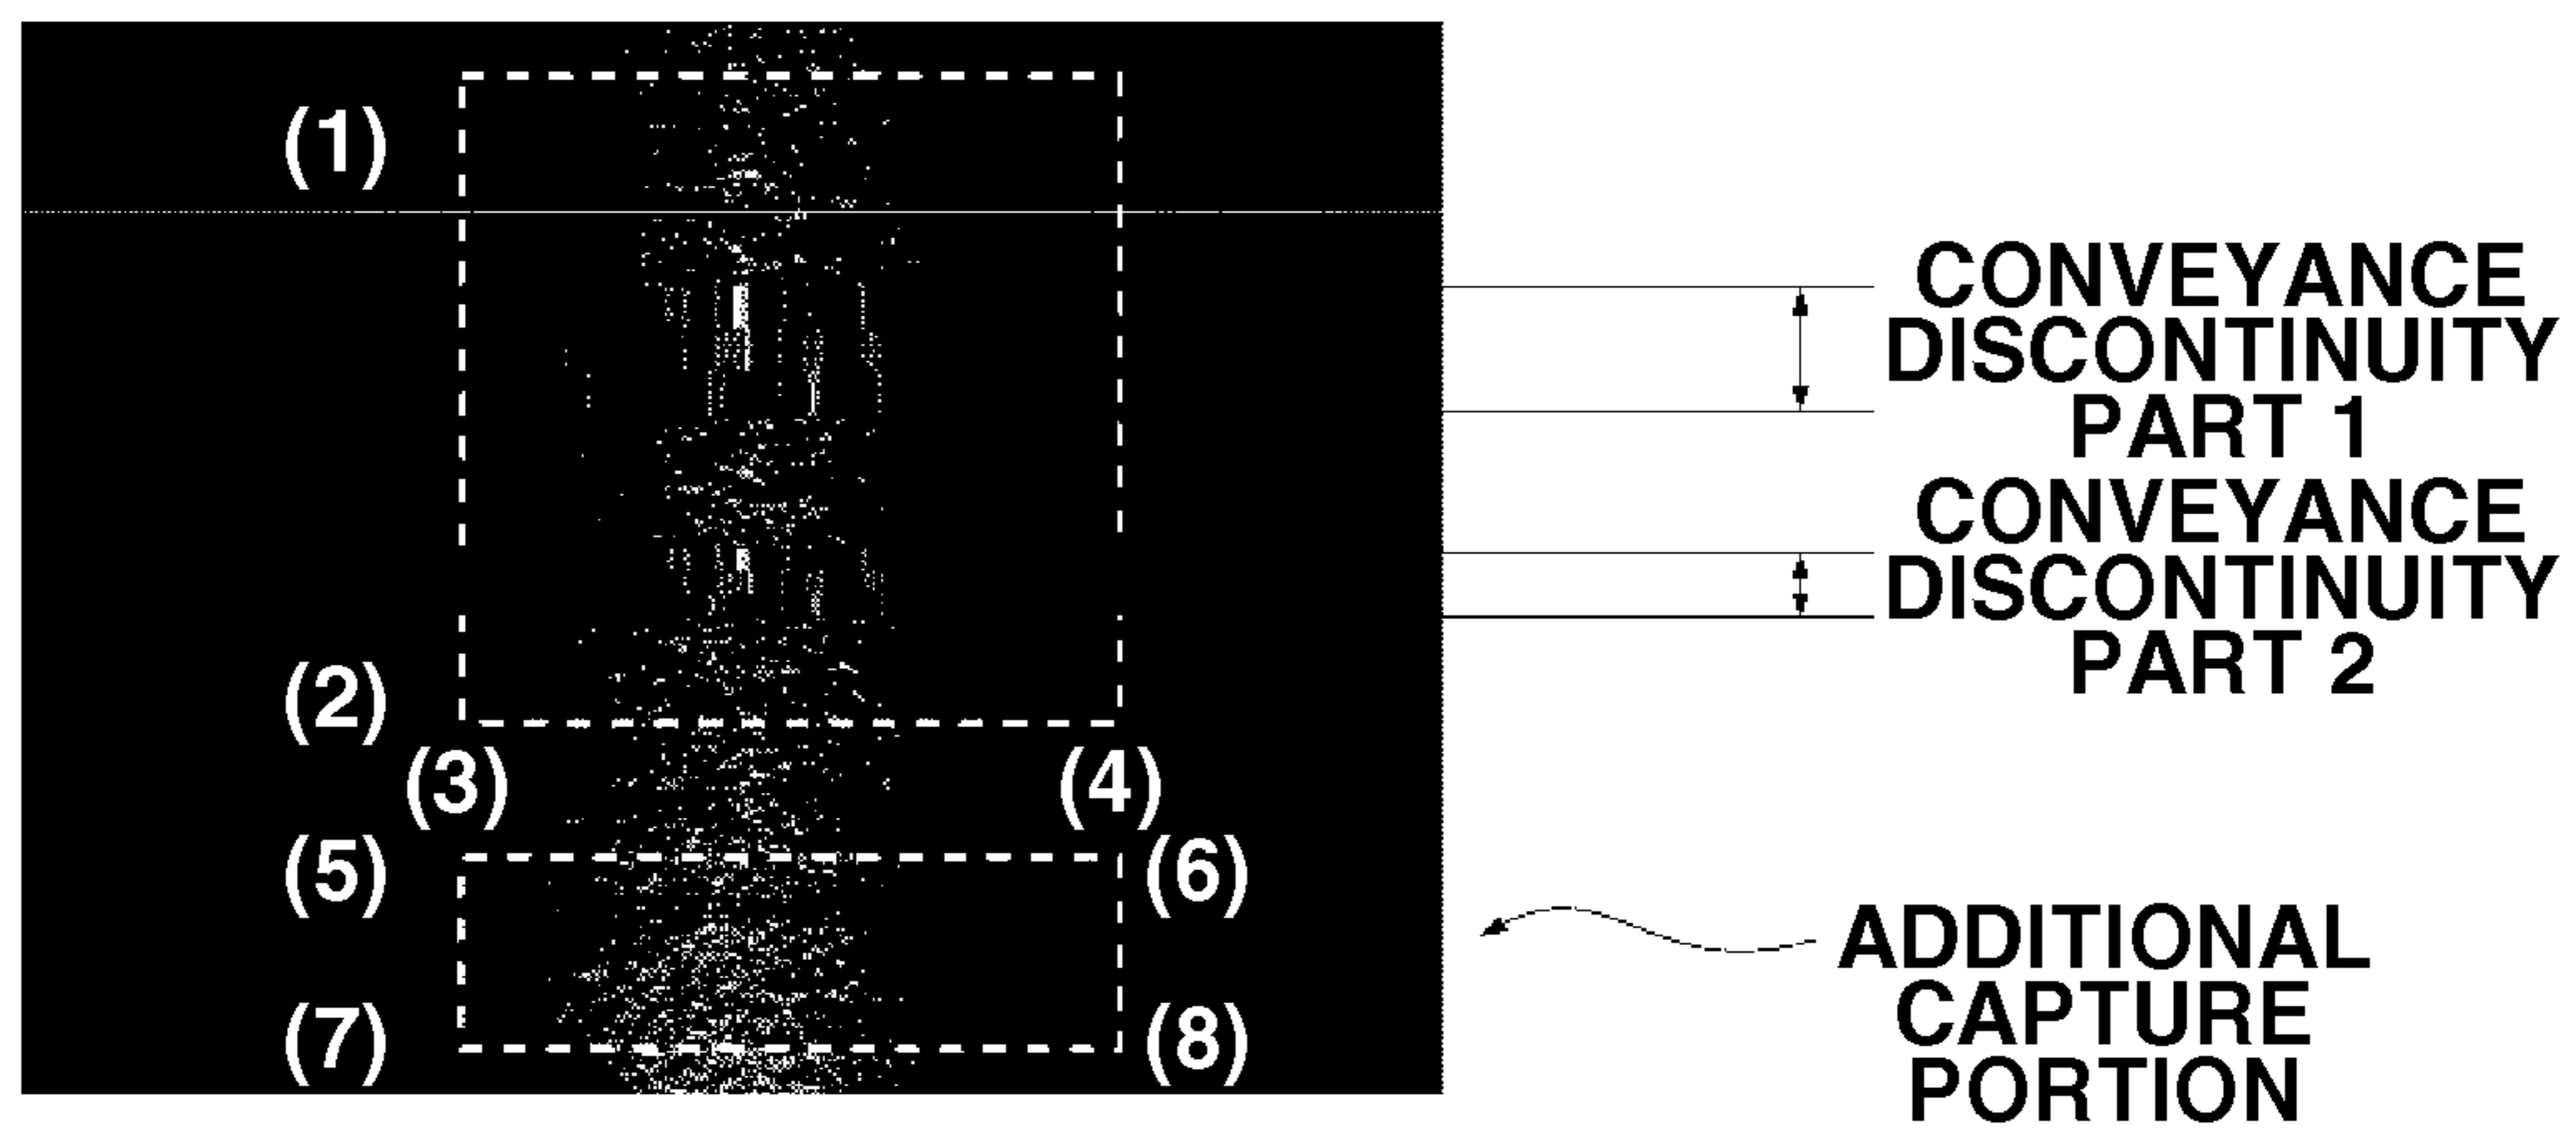 (1)
CONVEYANCE
DISCONTINUITY
PART 1
CONVEYANCE
DISCONTINUITY
PART 2
(2)
(3)
(4)
(5)
(6)
ADDITIONAL
CAPTURE
PORTION
(7)
(8)